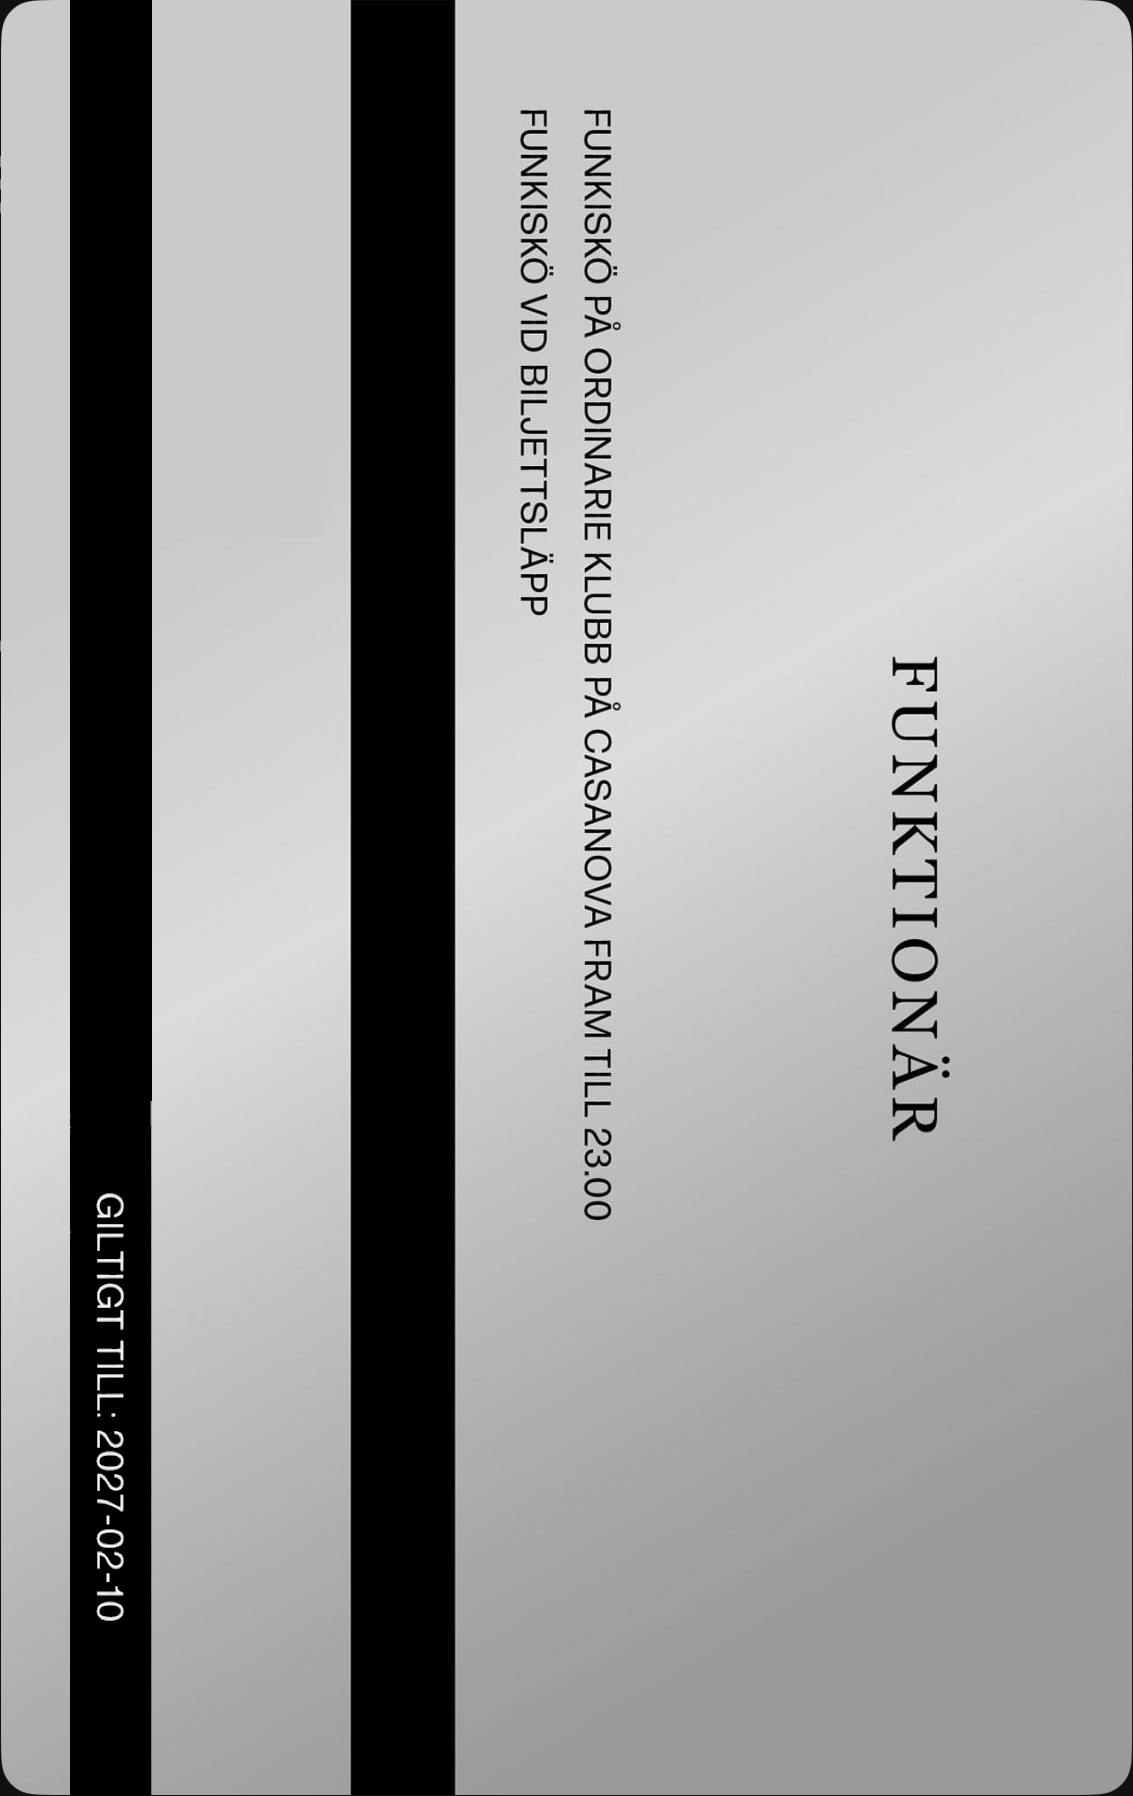 FUNKTIONÄR
FUNKISKÖ PÅ ORDINARIE KLUBB PÅ CASANOVA FRAM TILL 23.00
FUNKISKÖ VID BILJETTSLÄPP
GILTIGT TILL: 2027-02-10